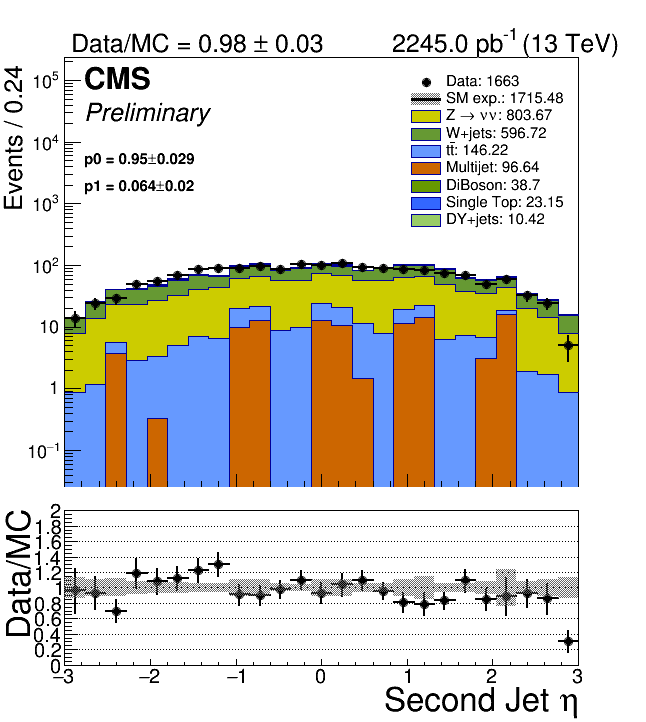 Data/MC = 0.98 ± 0.03
2245.0 pb⁻¹ (13 TeV)
CMS
Preliminary
p0 = 0.95±0.029
p1 = 0.064±0.02
Data: 1663
SM exp.: 1715.48
Z → νν: 803.67
W+jets: 596.72
tt̄: 146.22
Multijet: 96.64
DiBoson: 38.7
Single Top: 23.15
DY+jets: 10.42
Events / 0.24
10⁵
10⁴
10³
10²
10
1
10⁻¹
Data/MC
2
1.8
1.6
1.4
1.2
1
0.8
0.6
0.4
0.2
0
−3 −2 −1 0 1 2 3
Second Jet η